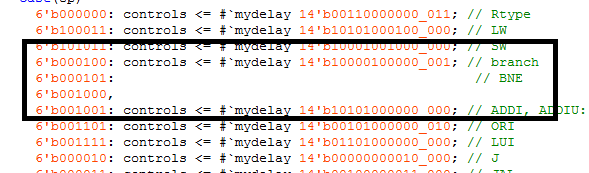 6'b000000: controls <= #`mydelay 14'b00110000000_011; // Rtype
6'b100011: controls <= #`mydelay 14'b10101000100_000; // LW
6'b101011: controls <= #`mydelay 14'b10001001000_000; // SW
6'b000100: controls <= #`mydelay 14'b10000100000_001; // branch
6'b000101: // BNE
6'b001000,
6'b001001: controls <= #`mydelay 14'b10101000000_000; // ADDI, ADDIU:
6'b001101: controls <= #`mydelay 14'b00101000000_010; // ORI
6'b001111: controls <= #`mydelay 14'b01101000000_000; // LUI
6'b000010: controls <= #`mydelay 14'b00000000010_000; // J